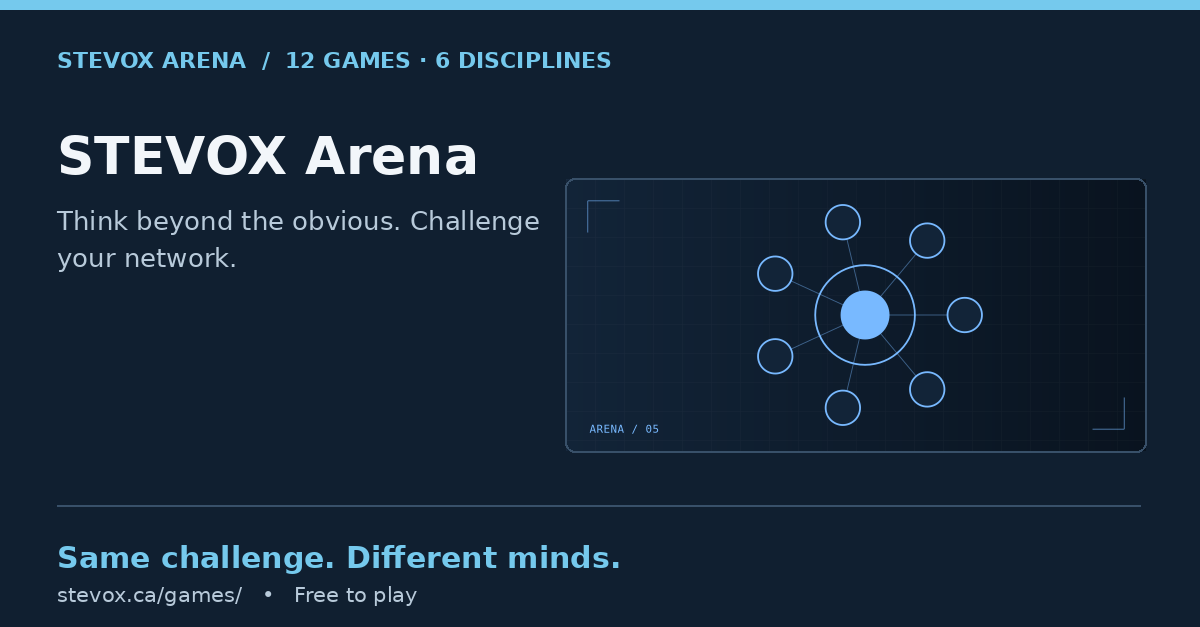 STEVOX ARENA / 12 GAMES · 6 DISCIPLINES
STEVOX Arena
Think beyond the obvious. Challenge
your network.
ARENA / 05
Same challenge. Different minds.
stevox.ca/games/ • Free to play